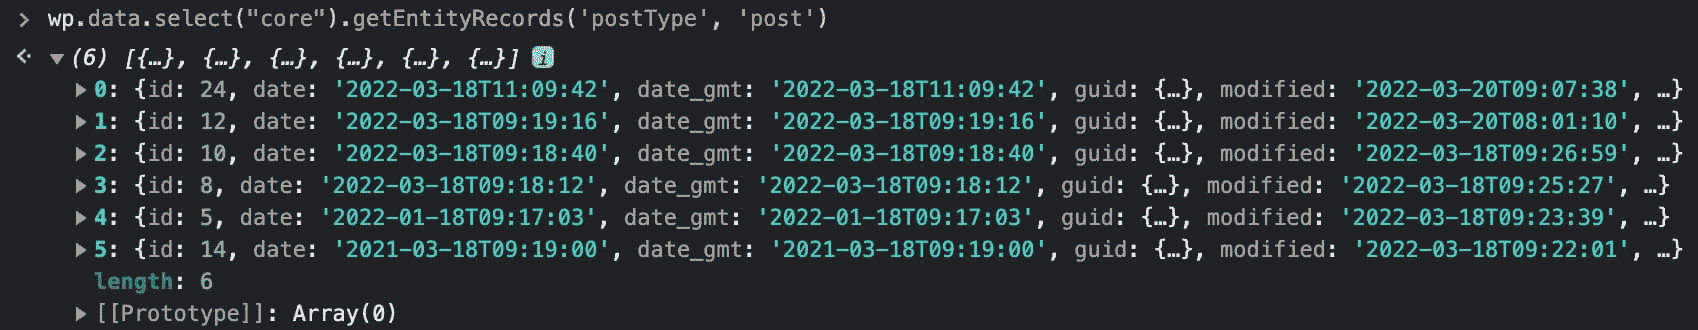 > wp.data.select("core").getEntityRecords('postType', 'post')
<· ▼(6) [{…}, {…}, {…}, {…}, {…}, {…}] i
▶0: {id: 24, date: '2022-03-18T11:09:42', date_gmt: '2022-03-18T11:09:42', guid: {…}, modified: '2022-03-20T09:07:38', …}
▶1: {id: 12, date: '2022-03-18T09:19:16', date_gmt: '2022-03-18T09:19:16', guid: {…}, modified: '2022-03-20T08:01:10', …}
▶2: {id: 10, date: '2022-03-18T09:18:40', date_gmt: '2022-03-18T09:18:40', guid: {…}, modified: '2022-03-18T09:26:59', …}
▶3: {id: 8, date: '2022-03-18T09:18:12', date_gmt: '2022-03-18T09:18:12', guid: {…}, modified: '2022-03-18T09:25:27', …}
▶4: {id: 5, date: '2022-01-18T09:17:03', date_gmt: '2022-01-18T09:17:03', guid: {…}, modified: '2022-03-18T09:23:39', …}
▶5: {id: 14, date: '2021-03-18T09:19:00', date_gmt: '2021-03-18T09:19:00', guid: {…}, modified: '2022-03-18T09:22:01', …}
length: 6
▶[[Prototype]]: Array(0)